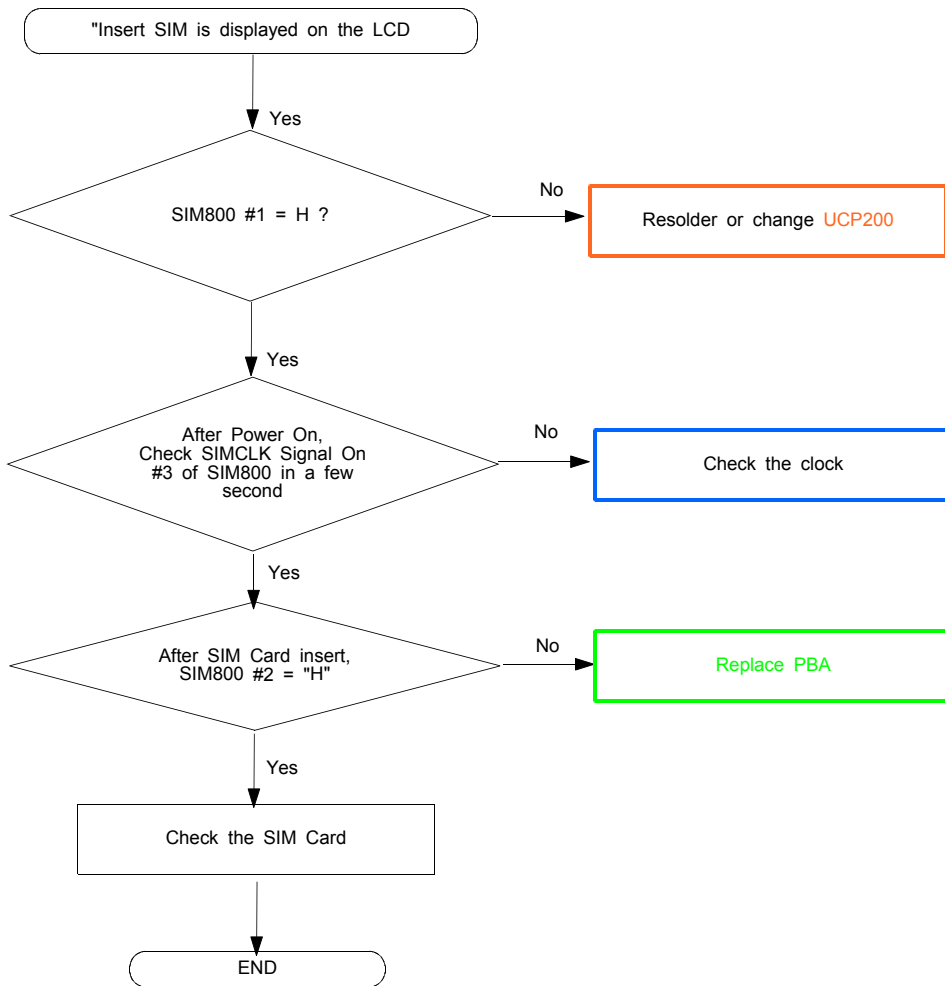 "Insert SIM is displayed on the LCD
Yes
SIM800 #1 = H ?
No
Resolder or change UCP200
Yes
After Power On,
Check SIMCLK Signal On
#3 of SIM800 in a few
second
No
Check the clock
Yes
After SIM Card insert,
SIM800 #2 = "H"
No
Replace PBA
Yes
Check the SIM Card
END